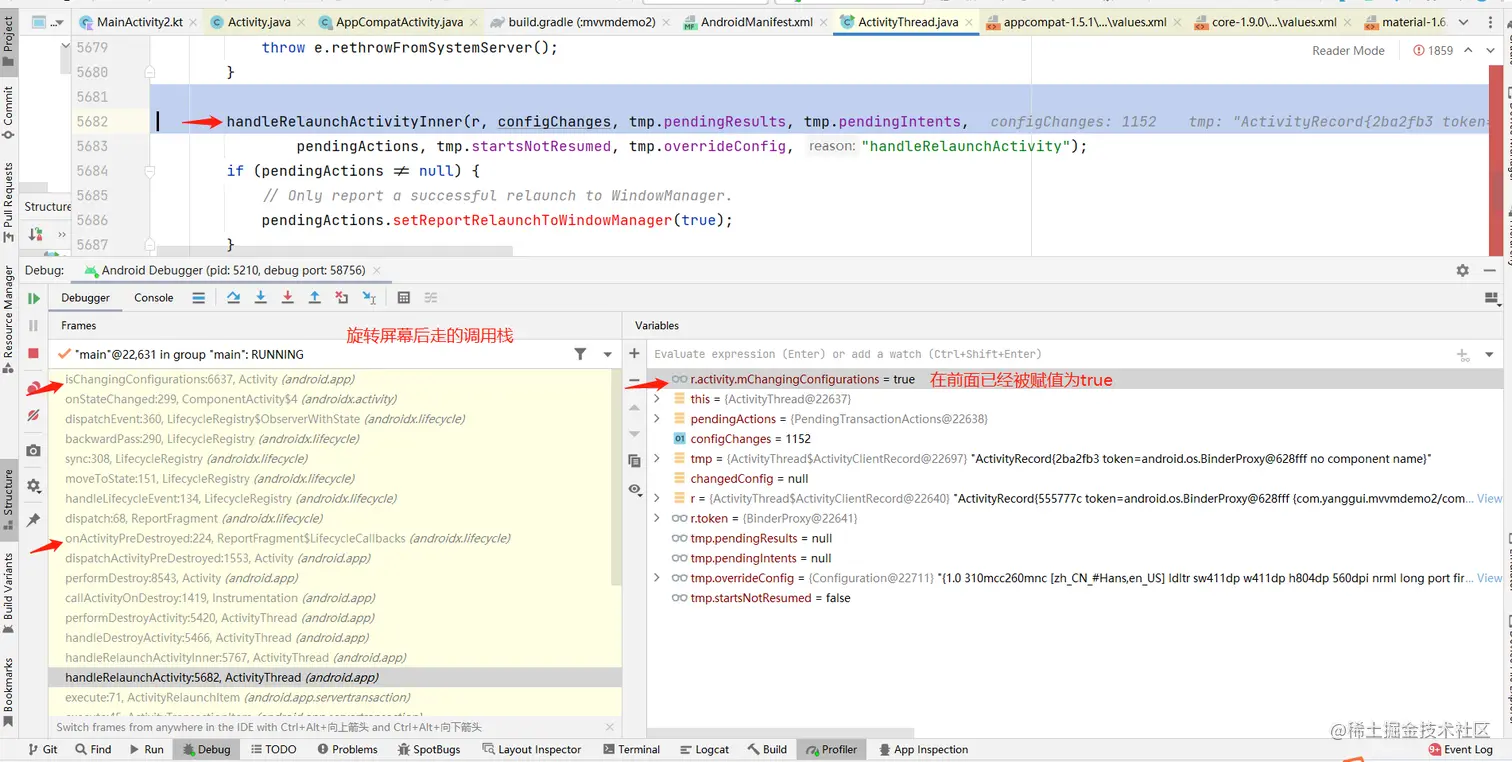 MainActivity2.kt Activity.java AppCompatActivity.java build.gradle (:mvmdemo2) AndroidManifest.xml ActivityThread.java appcompat-1.5.1\...\values.xml core-1.9.0\...\values.xml material-1.6
5679 throw e.rethrowFromSystemServer();
Reader Mode 1859
5680 }
5681
5682 handleRelaunchActivityInner(r, configChanges, tmp.pendingResults, tmp.pendingIntents, configChanges: 1152 tmp: "ActivityRecord{2ba2fb3 token=
5683 pendingActions, tmp.startsNotResumed, tmp.overrideConfig, reason: "handleRelaunchActivity");
5684 if (pendingActions ≠ null) {
5685 // Only report a successful relaunch to WindowManager.
5686 pendingActions.setReportRelaunchToWindowManager(true);
5687 }
Project
Commit
Pull Requests
Resource Manager
Structure
Build Variants
Bookmarks
Structure
Debug: Android Debugger (pid: 5210, debug port: 58756)
Debugger Console
Frames
旋转屏幕后走的调用栈
"main"@22,631 in group "main": RUNNING
isChangingConfigurations:6637, Activity (android.app)
onStateChanged:299, ComponentActivity$4 (androidx.activity)
dispatchEvent:360, LifecycleRegistry$ObserverWithState (androidx.lifecycle)
backwardPass:290, LifecycleRegistry (androidx.lifecycle)
sync:308, LifecycleRegistry (androidx.lifecycle)
moveToState:151, LifecycleRegistry (androidx.lifecycle)
handleLifecycleEvent:134, LifecycleRegistry (androidx.lifecycle)
dispatch:68, ReportFragment (androidx.lifecycle)
onActivityPreDestroyed:224, ReportFragment$LifecycleCallbacks (androidx.lifecycle)
dispatchActivityPreDestroyed:1553, Activity (android.app)
performDestroy:8543, Activity (android.app)
callActivityOnDestroy:1419, Instrumentation (android.app)
performDestroyActivity:5420, ActivityThread (android.app)
handleDestroyActivity:5466, ActivityThread (android.app)
handleRelaunchActivityInner:5767, ActivityThread (android.app)
handleRelaunchActivity:5682, ActivityThread (android.app)
execute:71, ActivityRelaunchItem (android.app.servertransaction)
Switch frames from anywhere in the IDE with Ctrl+Alt+向上箭头 and Ctrl+Alt+向下箭头
Variables
Evaluate expression (Enter) or add a watch (Ctrl+Shift+Enter)
r.activity.mChangingConfigurations = true 在前面已经被赋值为true
this = {ActivityThread@22637}
pendingActions = {PendingTransactionActions@22638}
configChanges = 1152
tmp = {ActivityThread$ActivityClientRecord@22697} "ActivityRecord{2ba2fb3 token=android.os.BinderProxy@628fff no component name}"
changedConfig = null
r = {ActivityThread$ActivityClientRecord@22640} "ActivityRecord{555777c token=android.os.BinderProxy@628fff {com.yanggui.mvmdemo2/com... View
r.token = {BinderProxy@22641}
tmp.pendingResults = null
tmp.pendingIntents = null
tmp.overrideConfig = {Configuration@22711} "{1.0 310mcc260mnc [zh_CN_#Hans,en_US] ldltr sw411dp w411dp h804dp 560dpi nrml long port fir... View
tmp.startsNotResumed = false
@稀土掘金技术社区
Git Find Run Debug TODO Problems SpotBugs Layout Inspector Terminal Logcat Build Profiler App Inspection 9+ Event Log